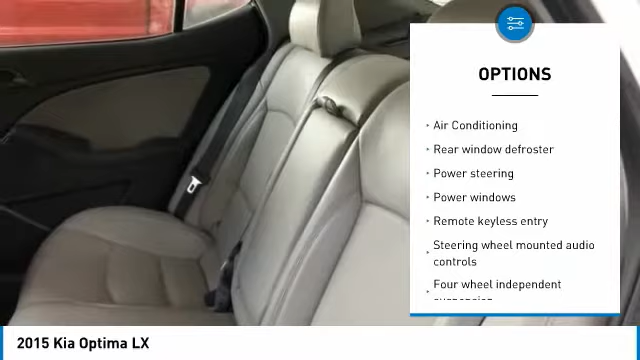 OPTIONS
Air Conditioning
Rear window defroster
Power steering
Power windows
Remote keyless entry
Steering wheel mounted audio
controls
Four wheel independent
suspension
2015 Kia Optima LX